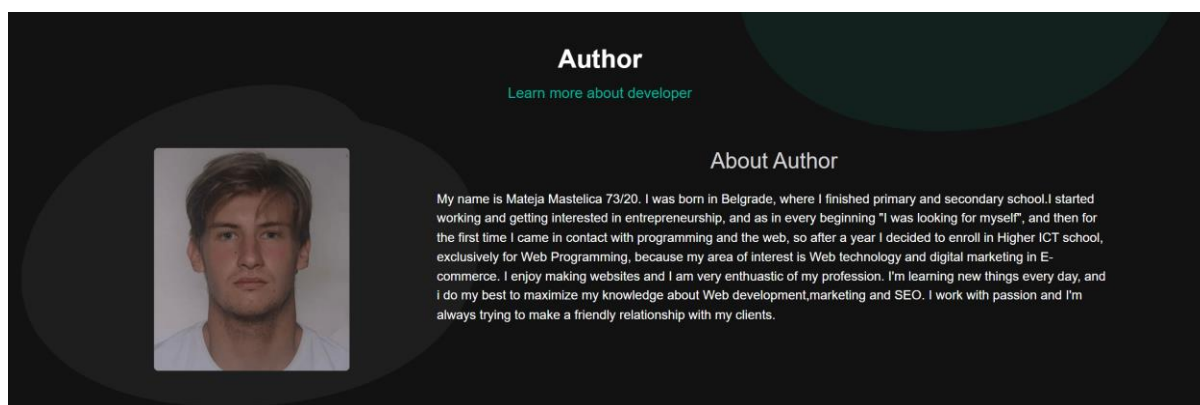 Author
Learn more about developer
About Author
My name is Mateja Mastelica 73/20. I was born in Belgrade, where I finished primary and secondary school.I started
working and getting interested in entrepreneurship, and as in every beginning "I was looking for myself", and then for
the first time I came in contact with programming and the web, so after a year I decided to enroll in Higher ICT school,
exclusively for Web Programming, because my area of interest is Web technology and digital marketing in E-
commerce. I enjoy making websites and I am very enthuastic of my profession. I'm learning new things every day, and
i do my best to maximize my knowledge about Web development,marketing and SEO. I work with passion and I'm
always trying to make a friendly relationship with my clients.